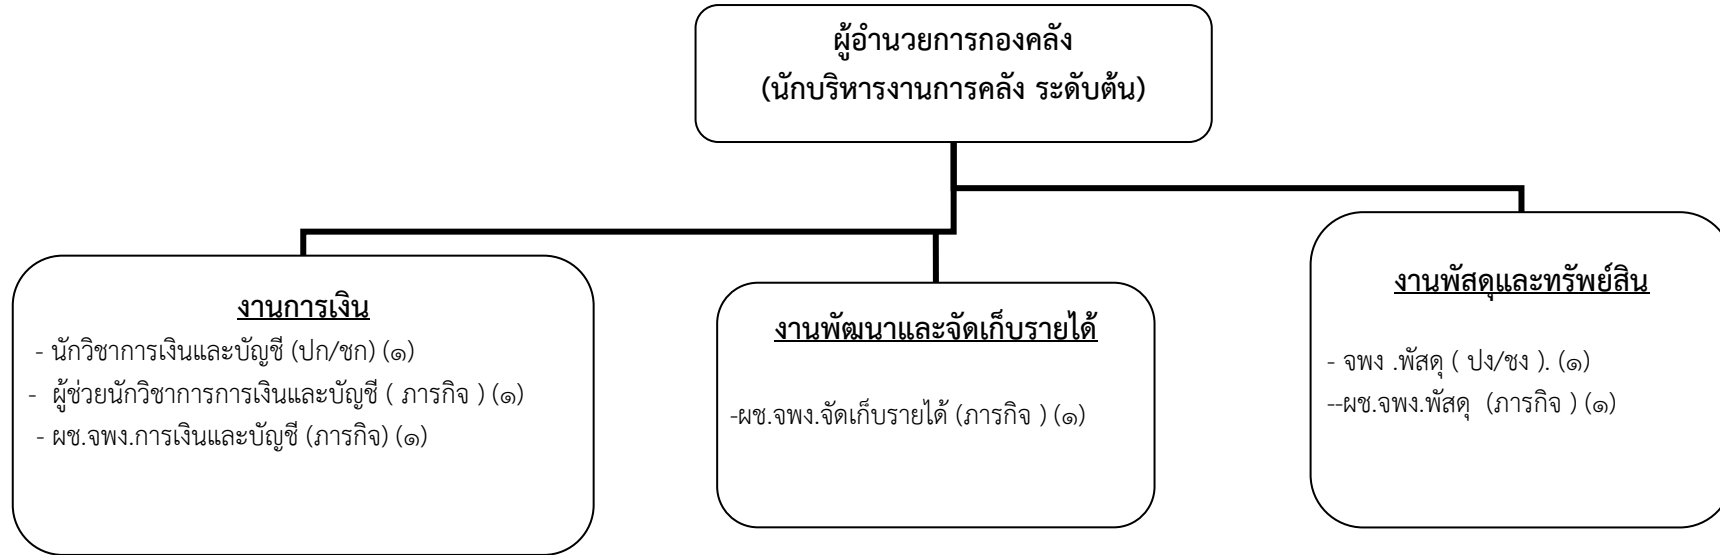 ผู้อำนวยการกองคลัง
(นักบริหารงานการคลัง ระดับต้น)
งานการเงิน
- นักวิชาการเงินและบัญชี (ปก/ชก) (๑)
- ผู้ช่วยนักวิชาการการเงินและบัญชี ( ภารกิจ ) (๑)
- ผช.จพง.การเงินและบัญชี (ภารกิจ) (๑)
งานพัฒนาและจัดเก็บรายได้
-ผช.จพง.จัดเก็บรายได้ (ภารกิจ ) (๑)
งานพัสดุและทรัพย์สิน
- จพง .พัสดุ ( ปง/ชง ). (๑)
--ผช.จพง.พัสดุ (ภารกิจ ) (๑)